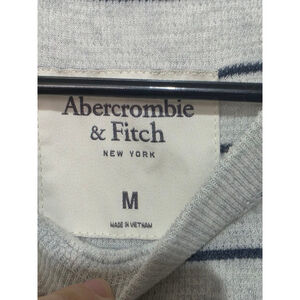 Abercrombie
& Fitch
NEW YORK
M
MADE IN VIETNAM